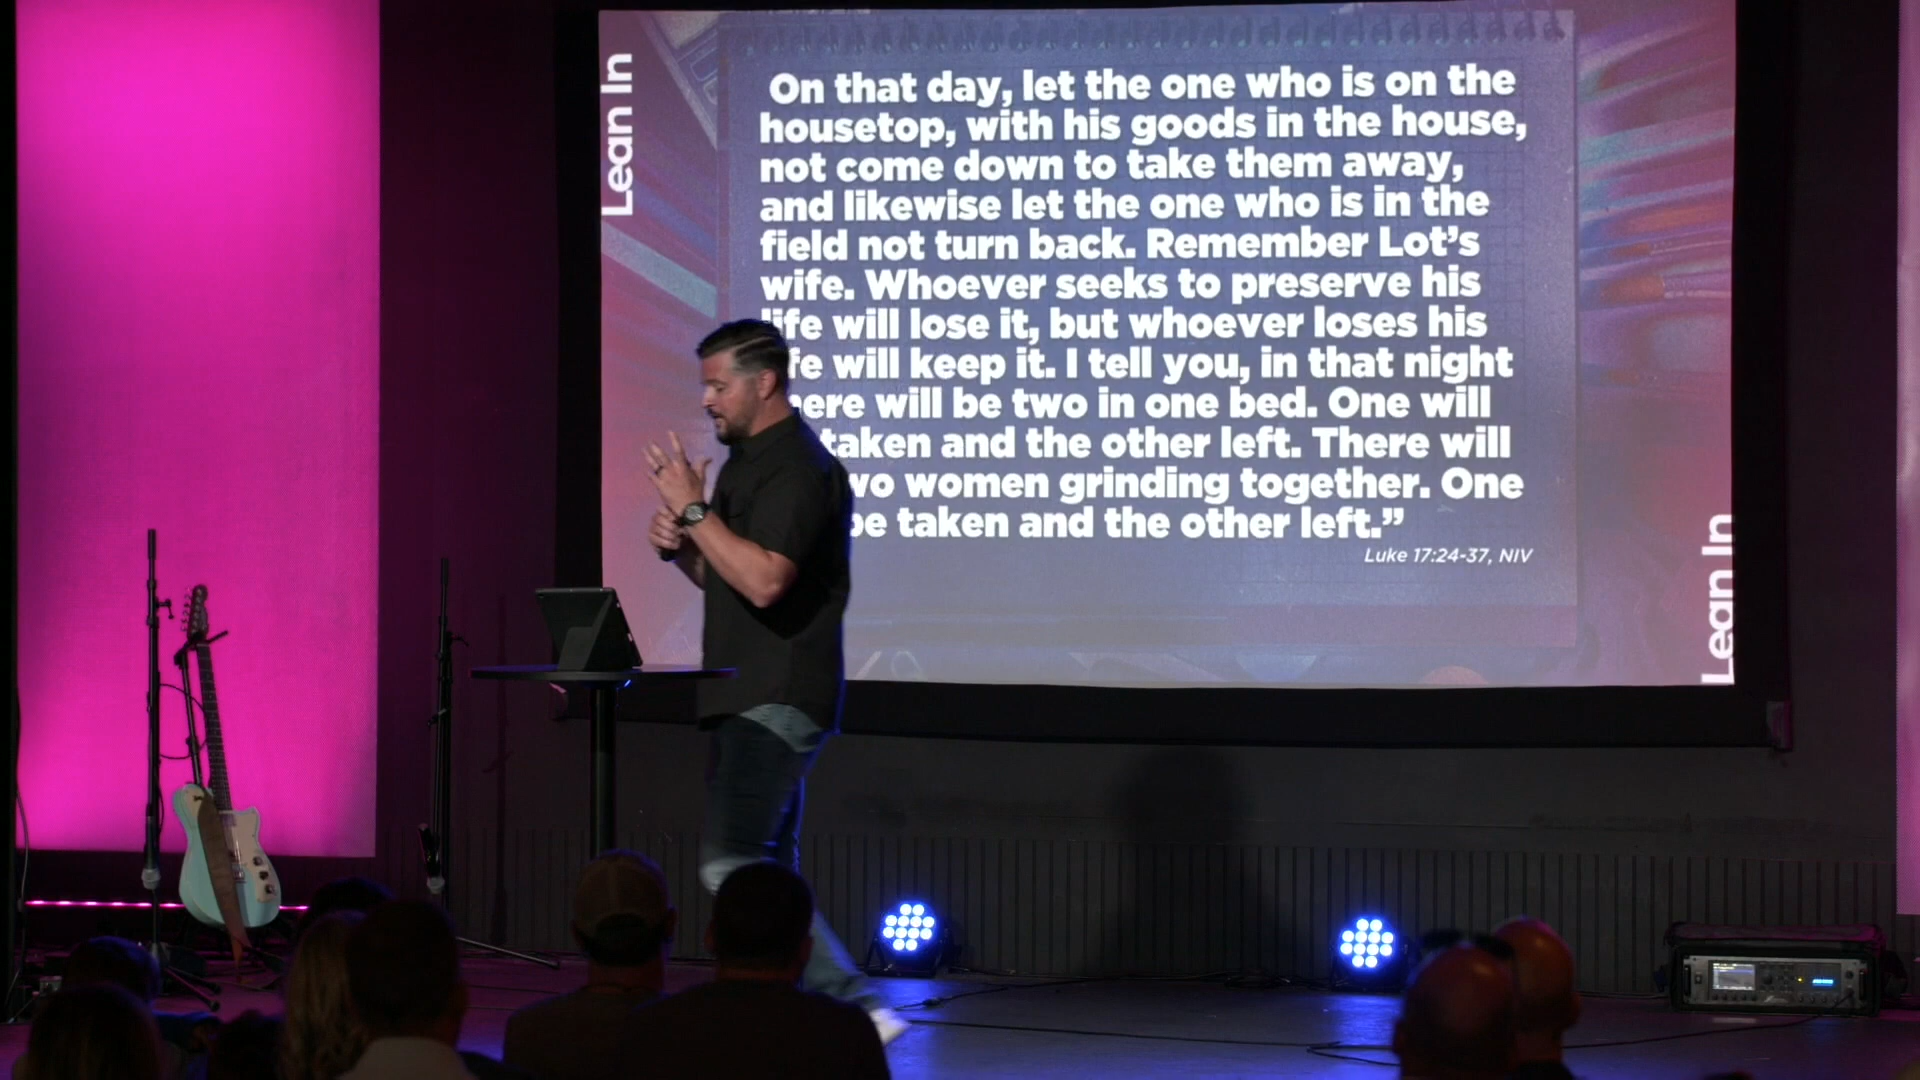 Lean In
On that day, let the one who is on the
housetop, with his goods in the house,
not come down to take them away,
and likewise let the one who is in the
field not turn back. Remember Lot’s
wife. Whoever seeks to preserve his
life will lose it, but whoever loses his
will keep it. I tell you, in that night
will be two in one bed. One will
taken and the other left. There will
women grinding together. One
be taken and the other left.”
Luke 17:24-37, NIV
Lean In